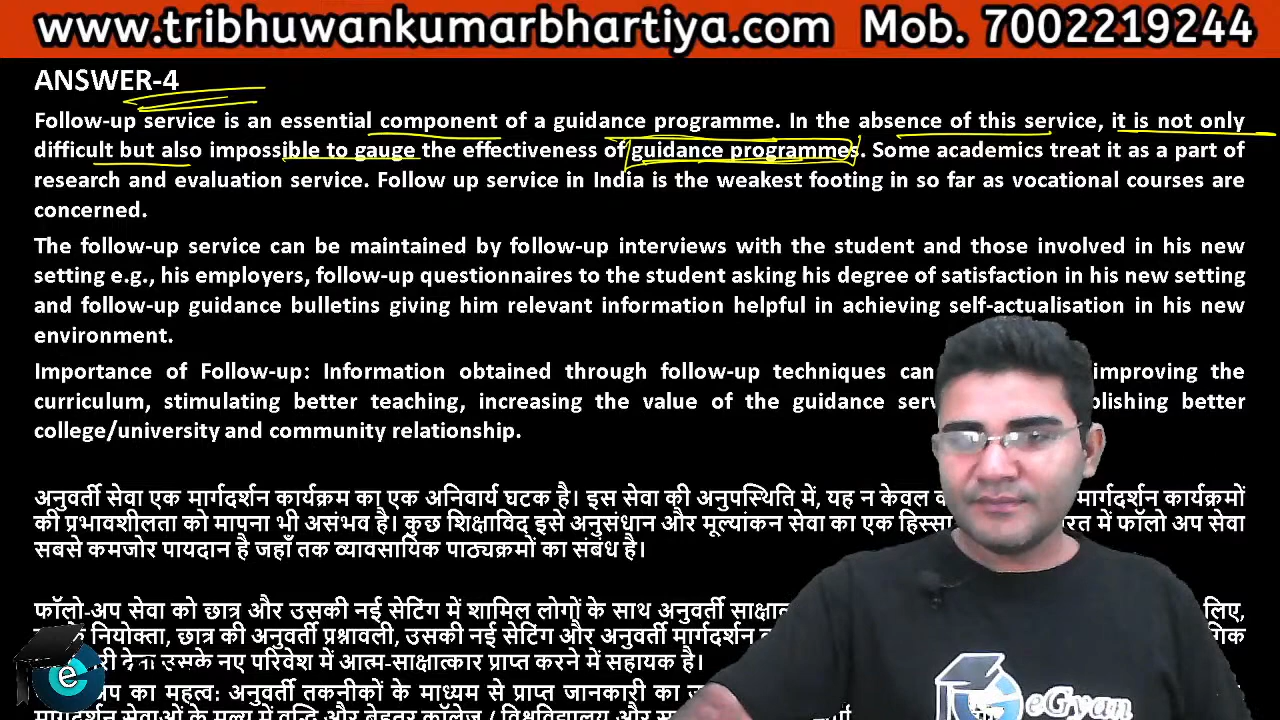 www.tribhuwankumarbhartiya.com Mob. 7002219244
ANSWER-4
Follow-up service is an essential component of a guidance programme. In the absence of this service, it is not only
difficult but also impossible to gauge the effectiveness of guidance programmes. Some academics treat it as a part of
research and evaluation service. Follow up service in India is the weakest footing in so far as vocational courses are
concerned.
The follow-up service can be maintained by follow-up interviews with the student and those involved in his new
setting e.g., his employers, follow-up questionnaires to the student asking his degree of satisfaction in his new setting
and follow-up guidance bulletins giving him relevant information helpful in achieving self-actualisation in his new
environment.
Importance of Follow-up: Information obtained through follow-up techniques can improving the
curriculum, stimulating better teaching, increasing the value of the guidance better
college/university and community relationship.
अनुवर्ती सेवा एक मार्गदर्शन कार्यक्रम का एक अनिवार्य घटक है। इस सेवा की अनुपस्थिति में, यह न केवल मार्गदर्शन कार्यक्रमों
की प्रभावशीलता को मापना भी असंभव है। कुछ शिक्षाविद् इसे अनुसंधान और मूल्यांकन सेवा का एक हिस्सा में फॉलो अप सेवा
सबसे कमजोर पायदान है जहाँ तक व्यावसायिक पाठ्यक्रमों का संबंध है।
फॉलो-अप सेवा को छात्र और उसकी नई सेटिंग में शामिल लोगों के साथ अनुवर्ती लिए,
नियोक्ता, छात्र की अनुवर्ती प्रश्नावली, उसकी नई सेटिंग और अनुवर्ती मार्गदर्शन
देना उसके नए परिवेश में आत्म-साक्षात्कार प्राप्त करने में सहायक है।
का महत्व: अनुवर्ती तकनीकों के माध्यम से प्राप्त जानकारी का
eGyan